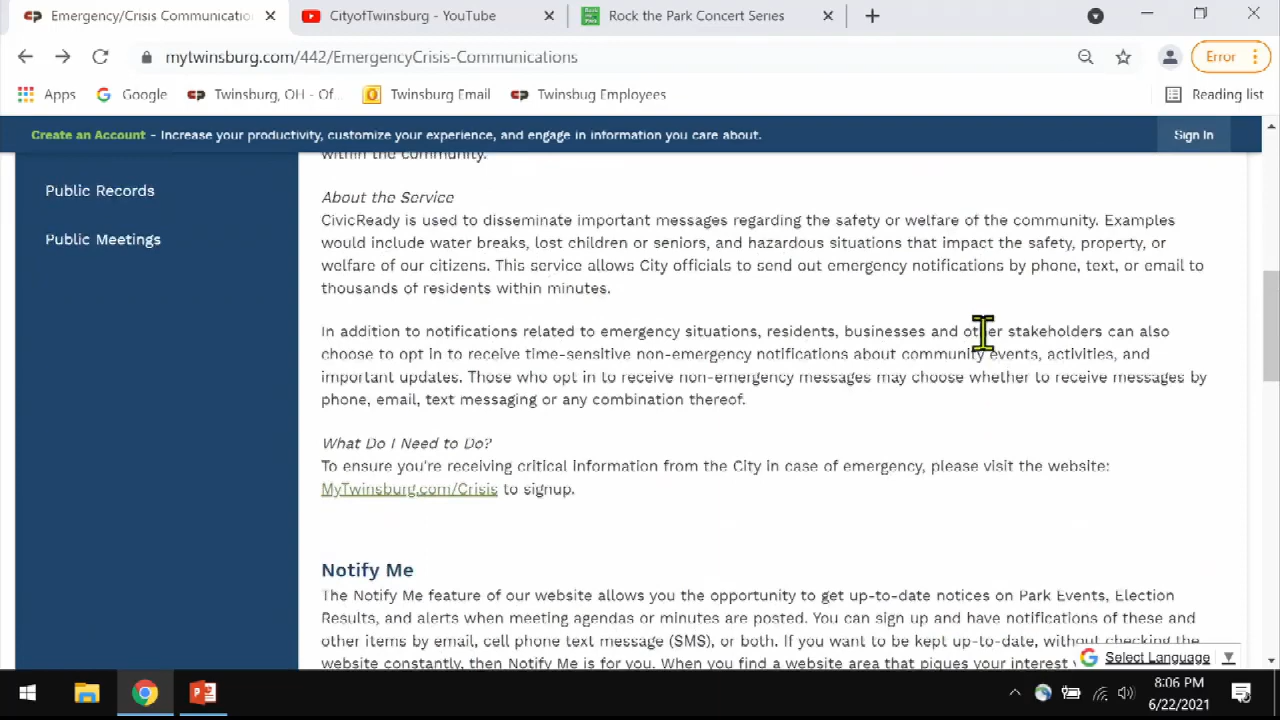 Emergency/Crisis Communicatio
CityofTwinsburg - YouTube
Rock the Park Concert Series
mytwinsburg.com/442/EmergencyCrisis-Communications
Error
Apps
Google
Twinsburg, OH - Of...
Twinsburg Email
Twinsbug Employees
Reading list
Create an Account - Increase your productivity, customize your experience, and engage in information you care about.
Sign In
Public Records
Public Meetings
within the community.
About the Service
CivicReady is used to disseminate important messages regarding the safety or welfare of the community. Examples
would include water breaks, lost children or seniors, and hazardous situations that impact the safety, property, or
welfare of our citizens. This service allows City officials to send out emergency notifications by phone, text, or email to
thousands of residents within minutes.
In addition to notifications related to emergency situations, residents, businesses and other stakeholders can also
choose to opt in to receive time-sensitive non-emergency notifications about community events, activities, and
important updates. Those who opt in to receive non-emergency messages may choose whether to receive messages by
phone, email, text messaging or any combination thereof.
What Do I Need to Do?
To ensure you're receiving critical information from the City in case of emergency, please visit the website:
MyTwinsburg.com/Crisis to signup.
Notify Me
The Notify Me feature of our website allows you the opportunity to get up-to-date notices on Park Events, Election
Results, and alerts when meeting agendas or minutes are posted. You can sign up and have notifications of these and
other items by email, cell phone text message (SMS), or both. If you want to be kept up-to-date, without checking the
website constantly, then Notify Me is for you. When you find a website area that piques your interest
Select Language
8:06 PM
6/22/2021